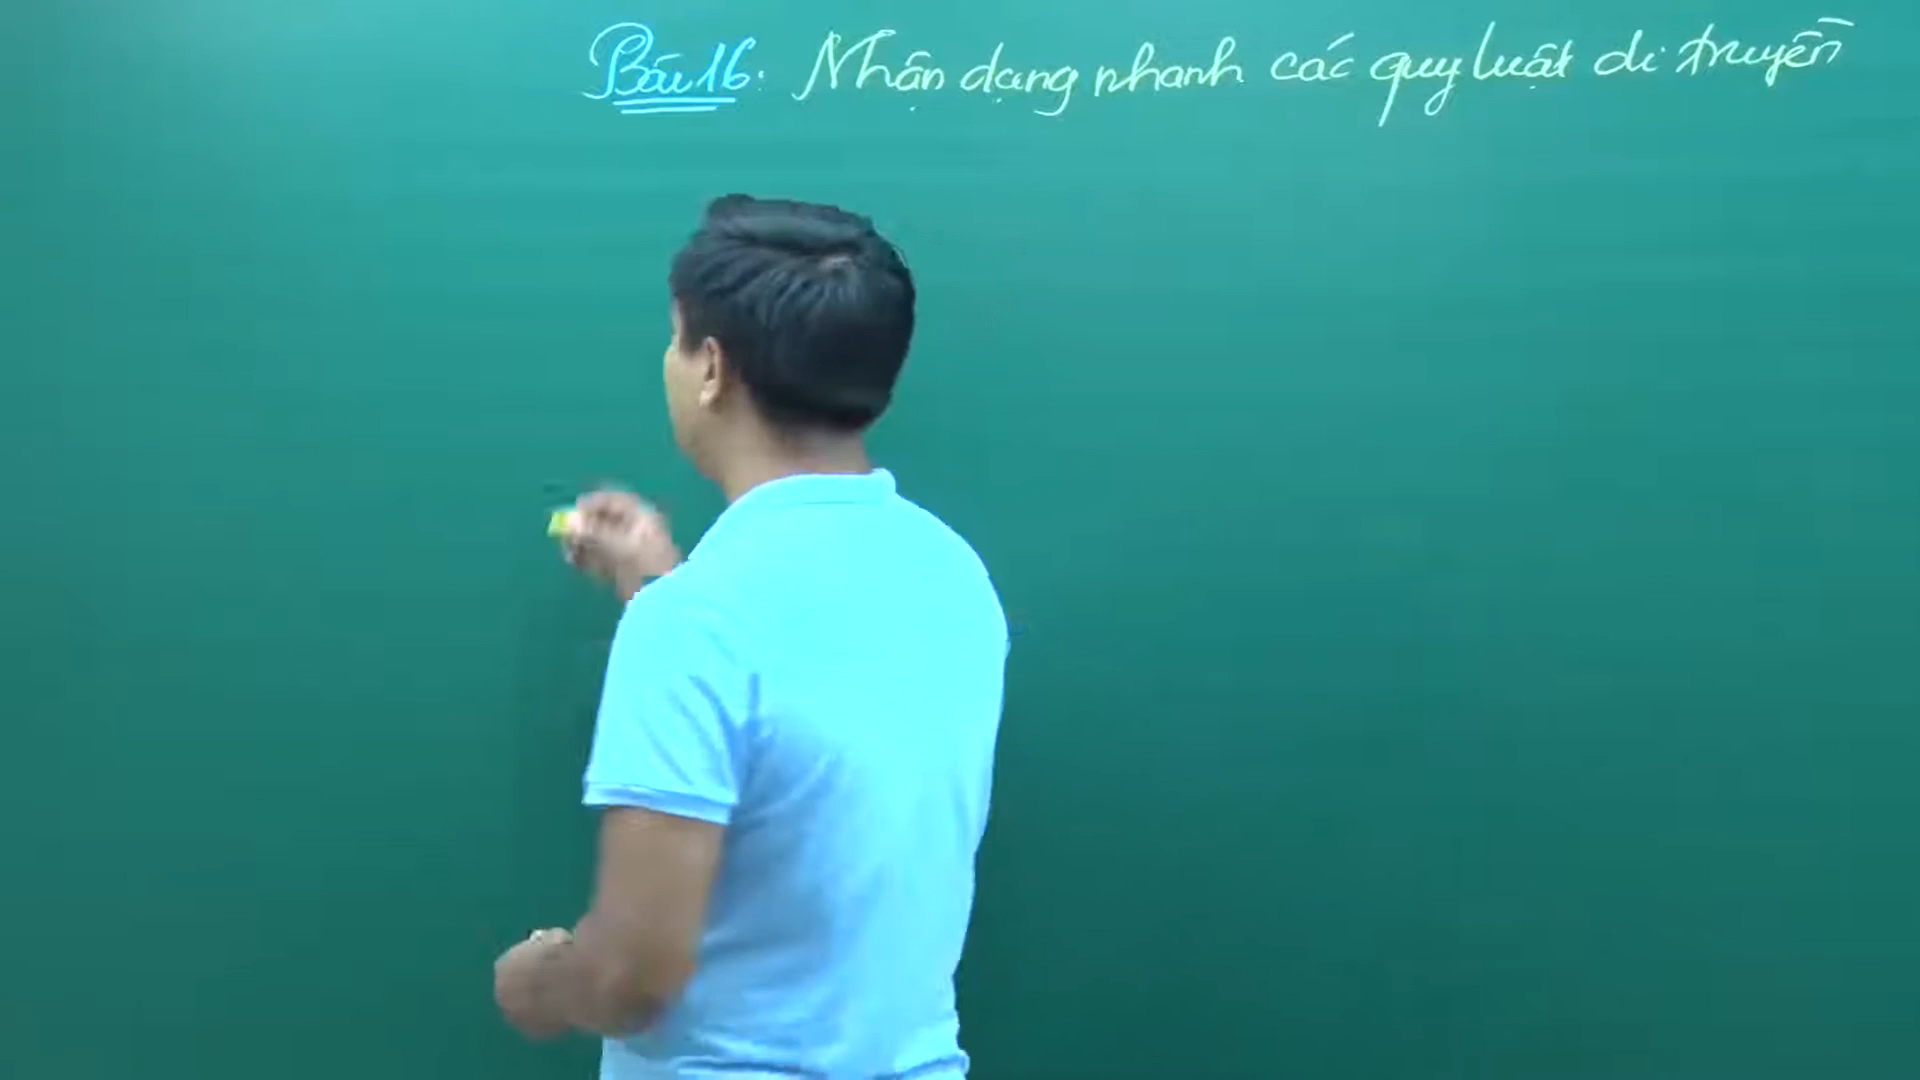 Bài 16: Nhận dạng nhanh các quy luật di truyền